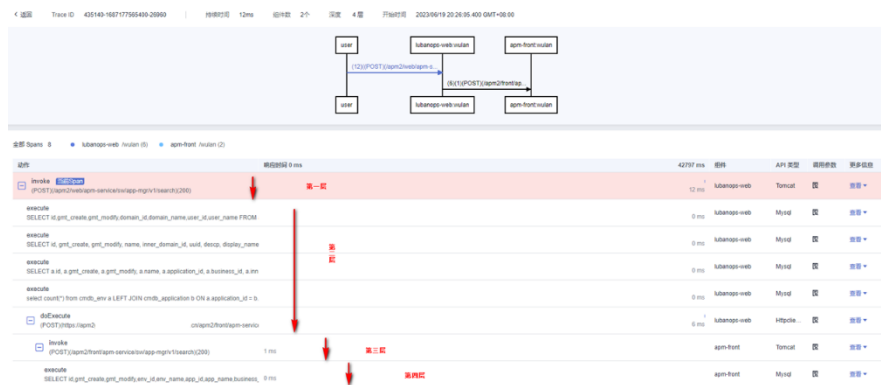 < 返回 Trace ID 435143-1687177565400-26960 持续时间 12ms 组件数 2个 深度 4 层 开始时间 2023/06/19 20:26:05.400 GMT+08:00
user lubanops-web:wulan apm-front:wulan
(12)(POST)(/apm2/web/apm-s...
(6)(1)(POST)(/apm2/front/ap...
user lubanops-web:wulan apm-front:wulan
全部 Spans 8 lubanops-web /wulan (6) apm-front /wulan (2)
动作 响应时间 0 ms 42797 ms 组件 API 类型 调用参数 更多信息
invoke 当前Span
(POST)(/apm2/web/apm-service/sv/app-mgr/v1/search)(200) 第一层 12 ms lubanops-web Tomcat 查看
execute
SELECT id,gmt_create,gmt_modify,domain_id,domain_name,user_id,user_name FROM 0 ms lubanops-web Mysql 查看
execute
SELECT id, gmt_create, gmt_modify, name, inner_domain_id, uuid, descp, display_name 第二层 0 ms lubanops-web Mysql 查看
execute
SELECT a.id, a.gmt_create, a.gmt_modify, a.name, a.application_id, a.business_id, a.inn 0 ms lubanops-web Mysql 查看
execute
select count(*) from cmdb_env a LEFT JOIN cmdb_application b ON a.application_id = b. 0 ms lubanops-web Mysql 查看
doExecute
(POST)(https://apm2 cn/apm2/front/apm-servic 6 ms lubanops-web Httpclie... 查看
invoke
(POST)(/apm2/front/apm-service/sv/app-mgr/v1/search)(200) 1 ms 第三层 apm-front Tomcat 查看
execute
SELECT id,gmt_create,gmt_modify,env_id,env_name,app_id,app_name,business_ 0 ms 第四层 apm-front Mysql 查看